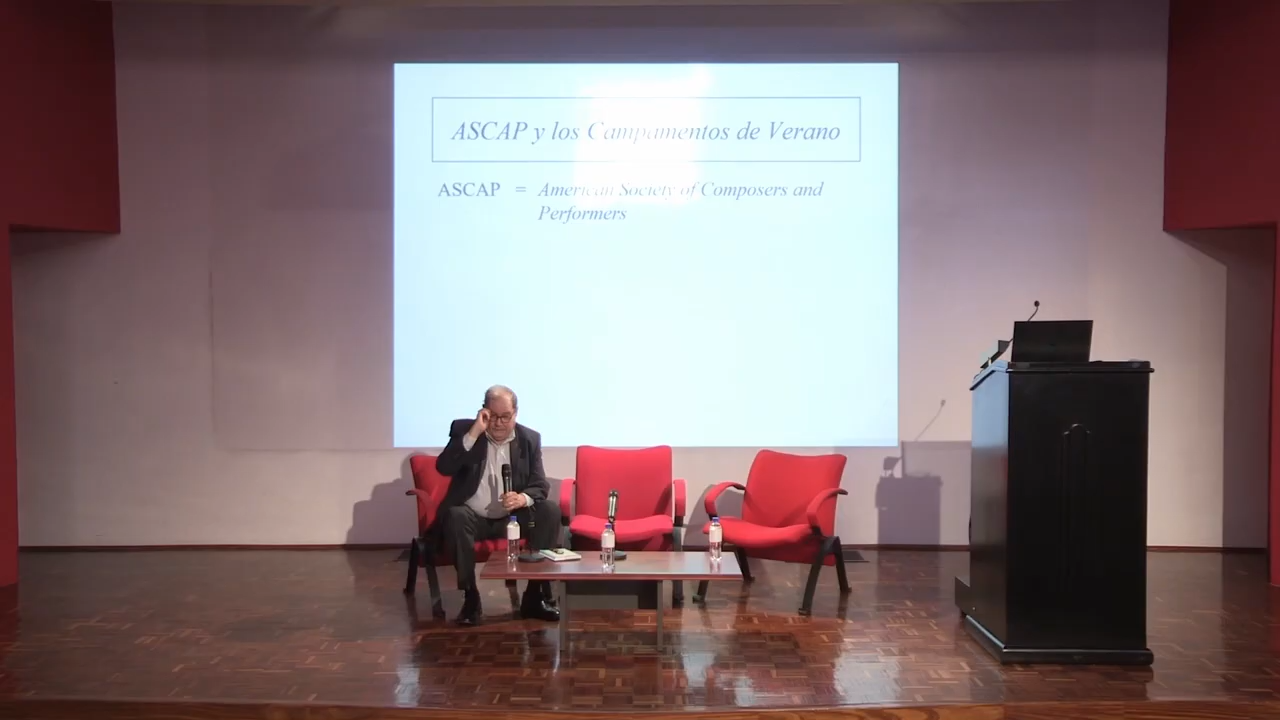 ASCAP y los Campamentos de Verano
ASCAP = American Society of Composers and
Performers